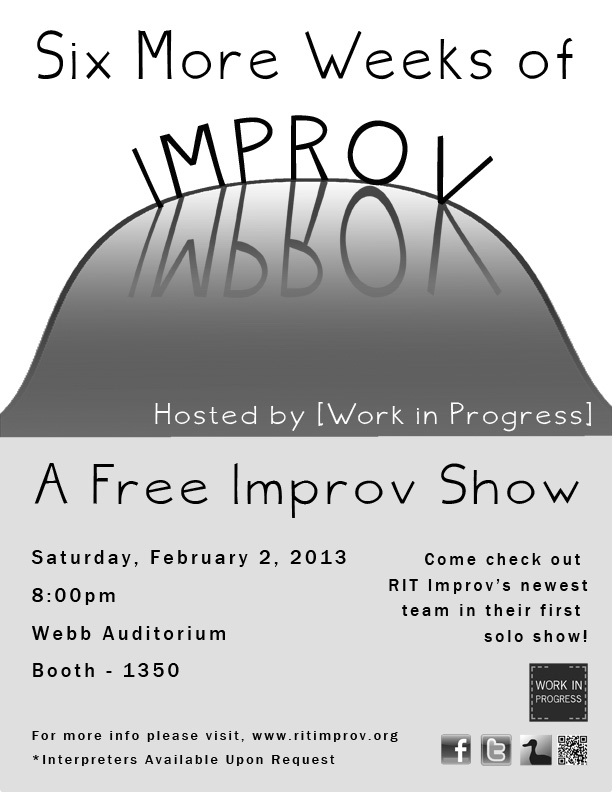 Six More Weeks of
IMPROV
Hosted by [Work in Progress]
A Free Improv Show
Saturday, February 2, 2013
8:00pm
Webb Auditorium
Booth - 1350
Come check out
RIT Improv's newest
team in their first
solo show!
WORK IN
PROGRESS
For more info please visit, www.ritimprov.org
*Interpreters Available Upon Request
f
t